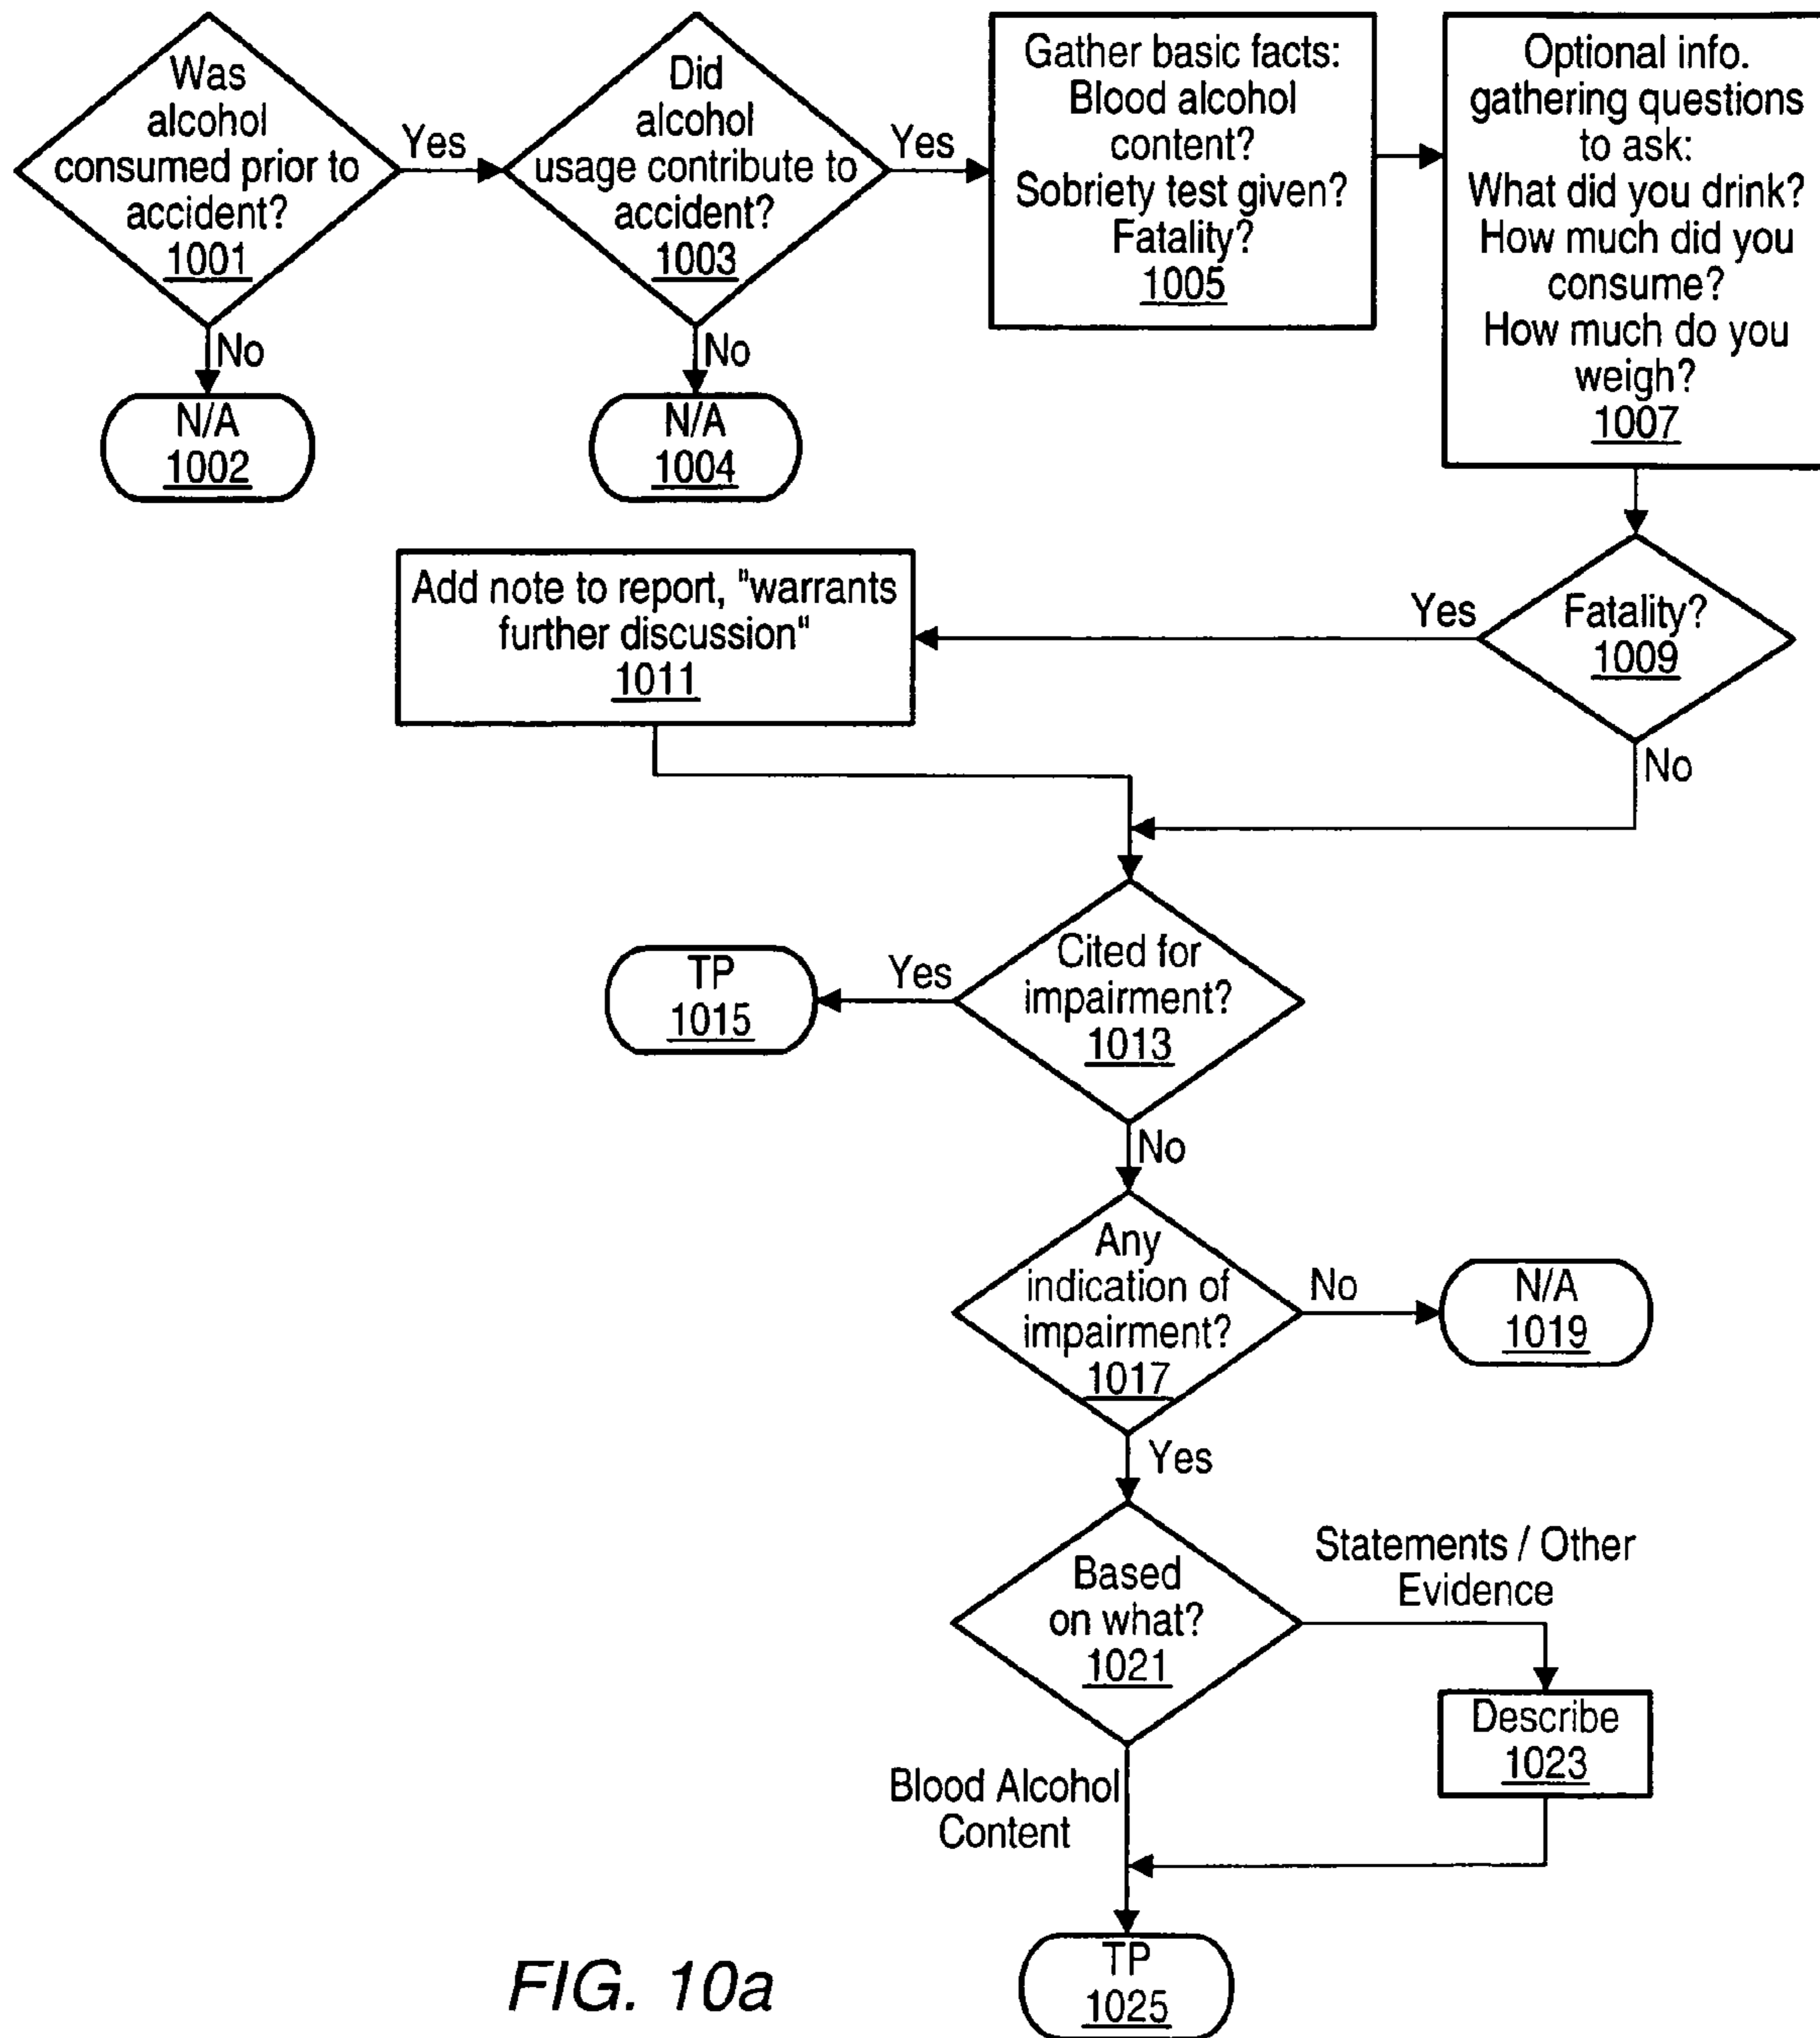 Was
alcohol
consumed prior to
accident?
1001
Yes
No
N/A
1002
Did
alcohol
usage contribute to
accident?
1003
Yes
No
N/A
1004
Gather basic facts:
Blood alcohol
content?
Sobriety test given?
Fatality?
1005
Optional info.
gathering questions
to ask:
What did you drink?
How much did you
consume?
How much do you
weigh?
1007
Fatality?
1009
Yes
No
Add note to report, "warrants
further discussion"
1011
Cited for
impairment?
1013
Yes
TP
1015
No
Any
indication of
impairment?
1017
No
N/A
1019
Yes
Based
on what?
1021
Statements / Other
Evidence
Describe
1023
Blood Alcohol
Content
TP
1025
FIG. 10a